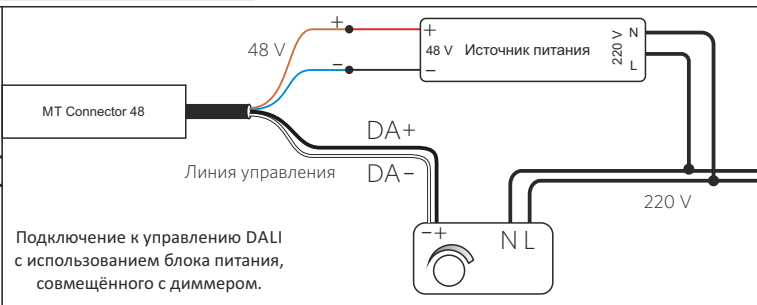 +
48 V
−
+
48 V
−
Источник питания
220 V
N
L
MT Connector 48
DA+
Линия управления
DA−
220 V
−+
N L
Подключение к управлению DALI
с использованием блока питания,
совмещённого с диммером.